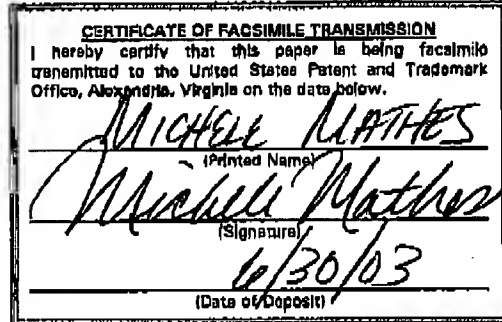 CERTIFICATE OF FACSIMILE TRANSMISSION
I hereby certify that this paper is being facsimile
transmitted to the United States Patent and Trademark
Office, Alexandria, Virginia on the date below.
MICHELE MATHES
(Printed Name)
Michele Mathes
(Signature)
6/30/03
(Date of Deposit)